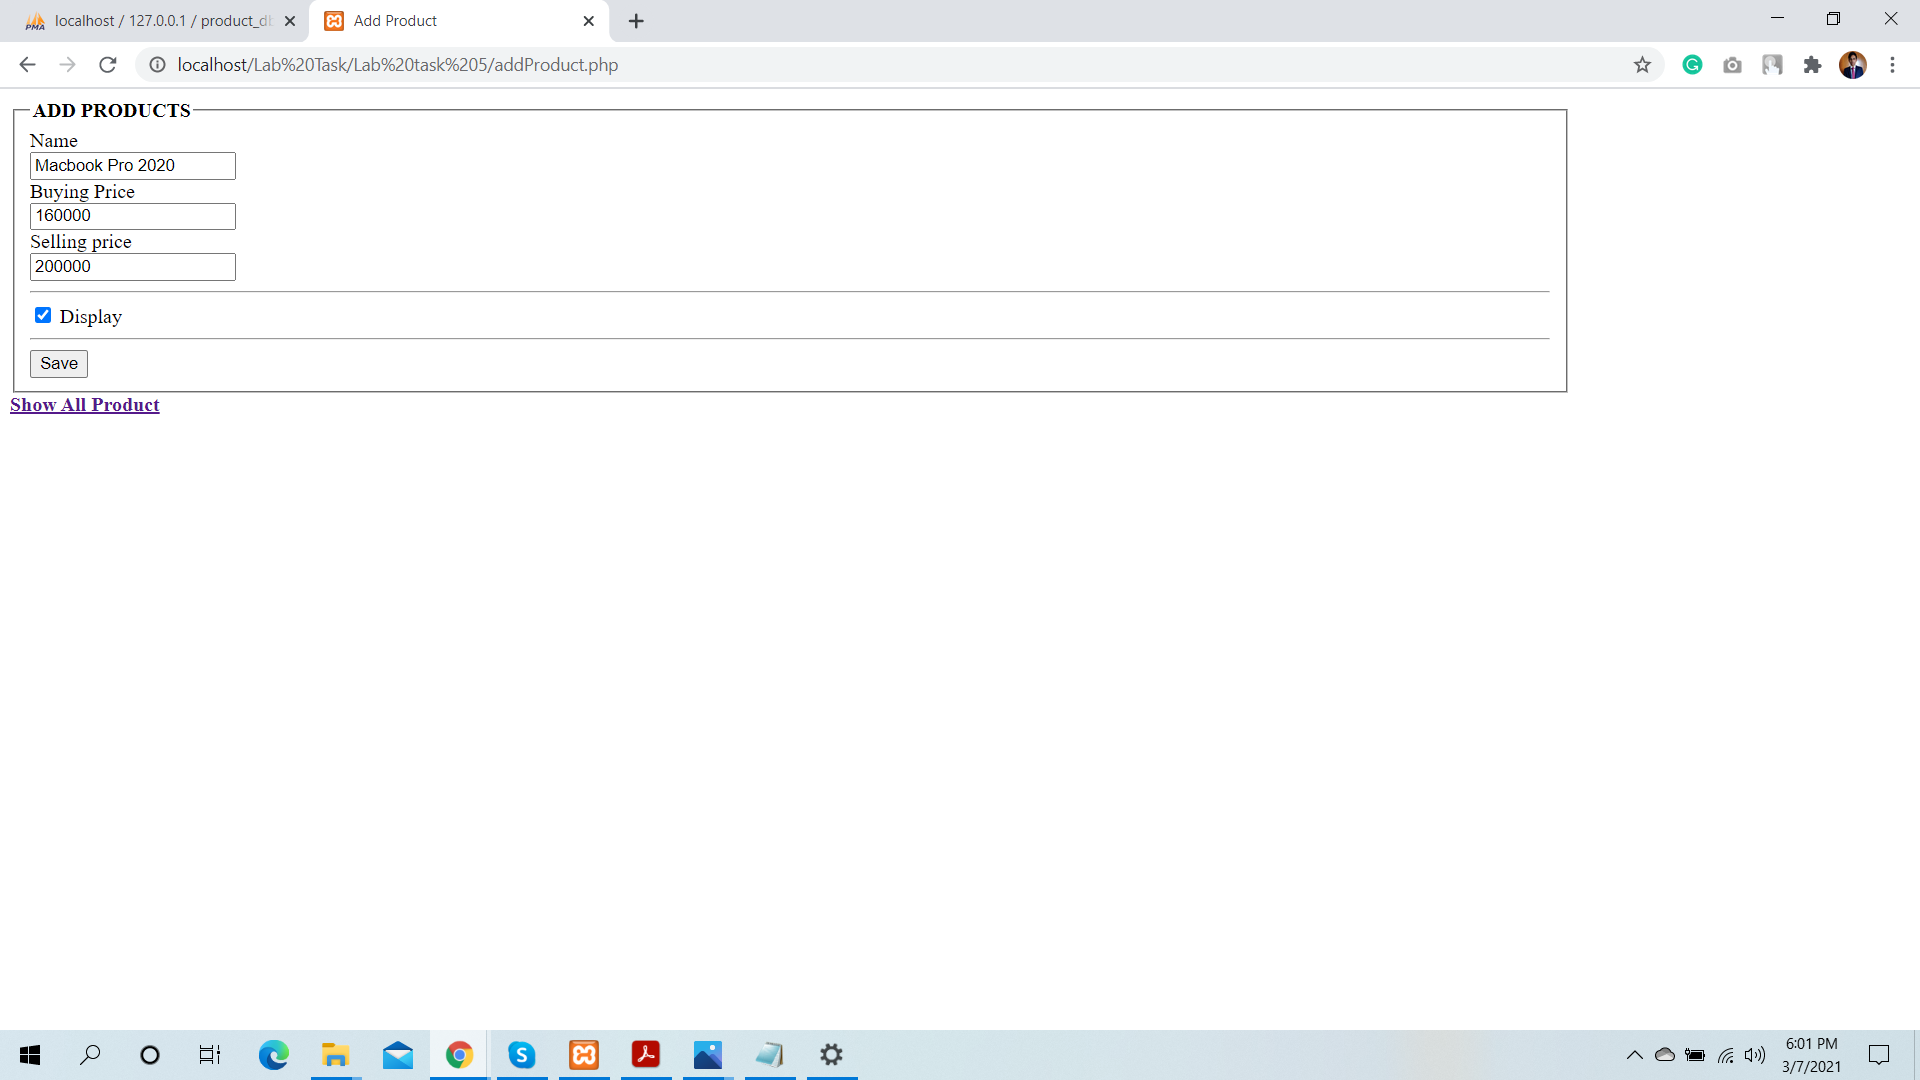 localhost / 127.0.0.1 / product_d
Add Product
localhost/Lab%20Task/Lab%20task%205/addProduct.php
ADD PRODUCTS
Name
Macbook Pro 2020
Buying Price
160000
Selling price
200000
Display
Save
Show All Product
6:01 PM
3/7/2021